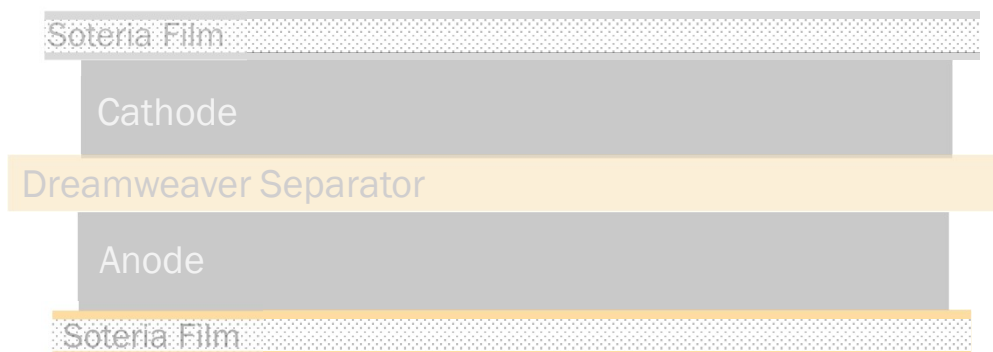 Soteria Film
Cathode
Dreamweaver Separator
Anode
Soteria Film